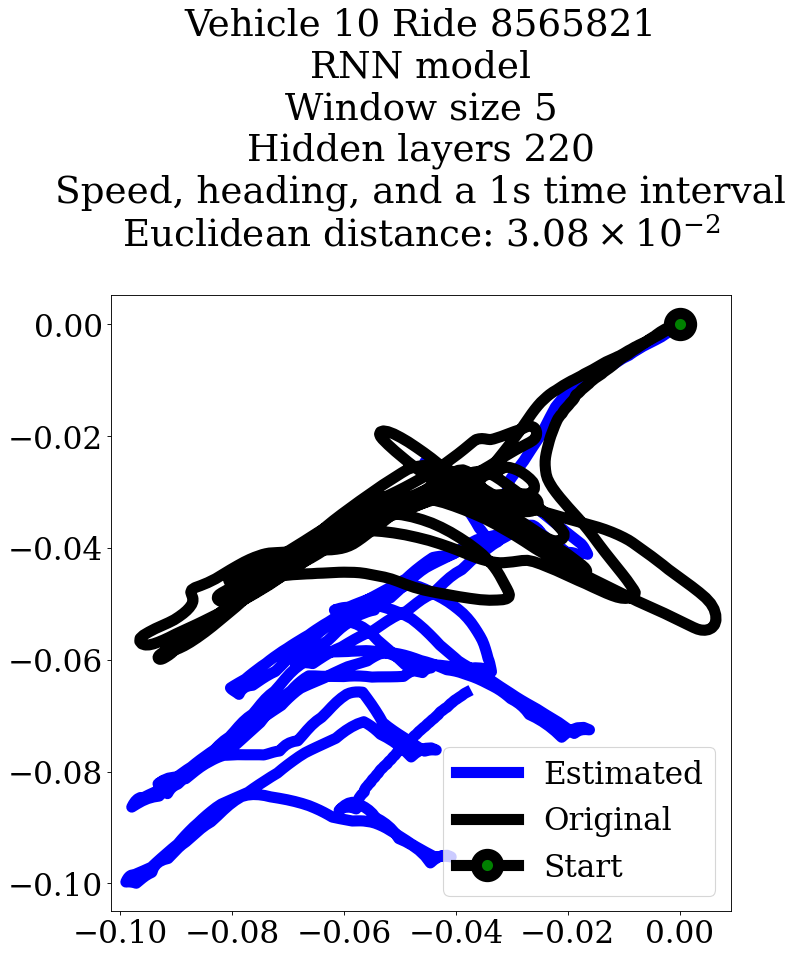 Vehicle 10 Ride 8565821
RNN model
Window size 5
Hidden layers 220
Speed, heading, and a 1s time interval
Euclidean distance: 3.08 × 10⁻²
0.00
−0.02
−0.04
−0.06
−0.08
−0.10
Estimated
Original
Start
−0.10 −0.08 −0.06 −0.04 −0.02 0.00